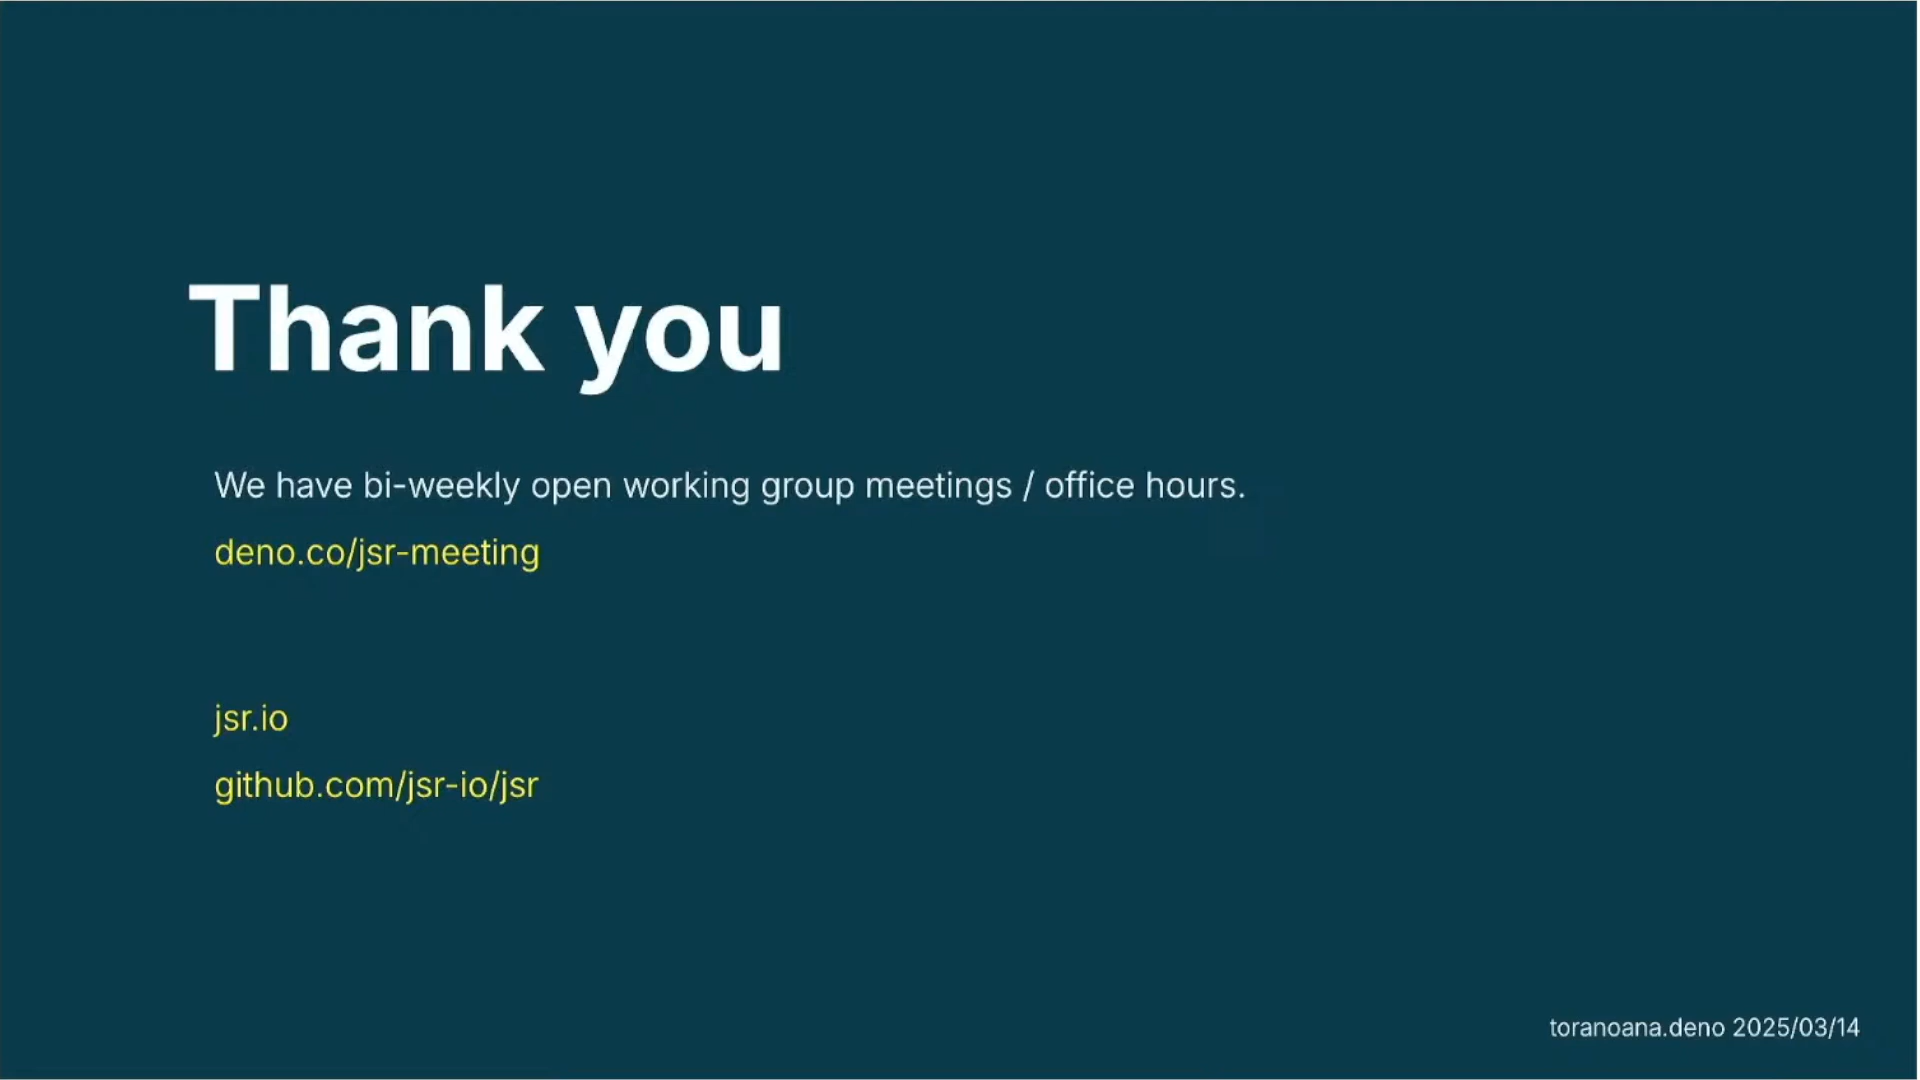 Thank you
We have bi-weekly open working group meetings / office hours.
deno.co/jsr-meeting
jsr.io
github.com/jsr-io/jsr
toranoana.deno 2025/03/14